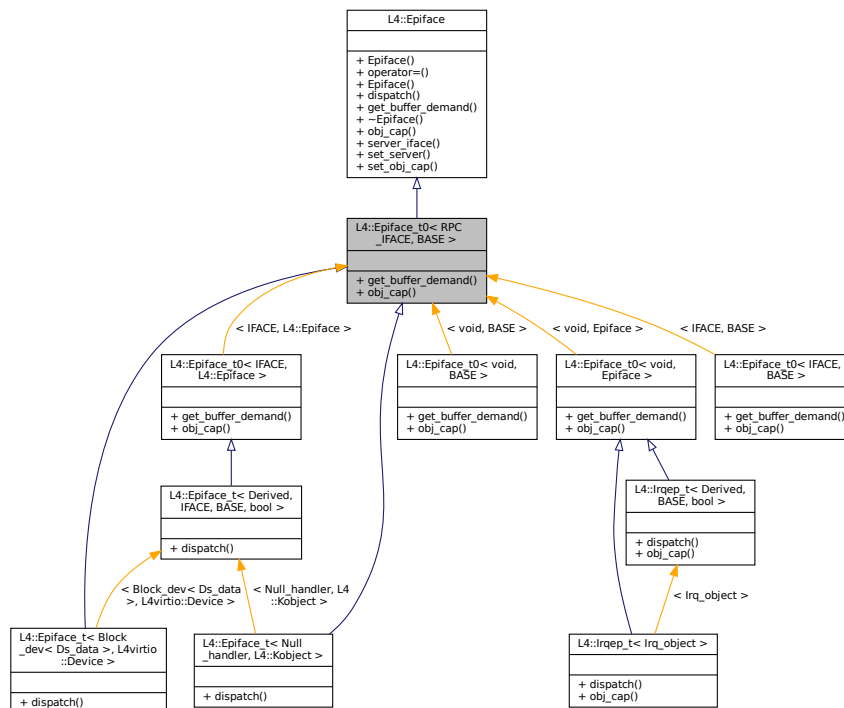 L4::Epiface
+ Epiface()
+ operator=()
+ Epiface()
+ dispatch()
+ get_buffer_demand()
+ ~Epiface()
+ obj_cap()
+ server_iface()
+ set_server()
+ set_obj_cap()
L4::Epiface_t0< RPC
_IFACE, BASE >
+ get_buffer_demand()
+ obj_cap()
< IFACE, L4::Epiface >
< void, BASE >
< void, Epiface >
< IFACE, BASE >
L4::Epiface_t0< IFACE,
L4::Epiface >
+ get_buffer_demand()
+ obj_cap()
L4::Epiface_t0< void,
BASE >
+ get_buffer_demand()
+ obj_cap()
L4::Epiface_t0< void,
Epiface >
+ get_buffer_demand()
+ obj_cap()
L4::Epiface_t0< IFACE,
BASE >
+ get_buffer_demand()
+ obj_cap()
L4::Epiface_t< Derived,
IFACE, BASE, bool >
+ dispatch()
L4::Irqep_t< Derived,
BASE, bool >
+ dispatch()
+ obj_cap()
< Block_dev< Ds_data
>, L4virtio::Device >
< Null_handler, L4
::Kobject >
< Irq_object >
L4::Epiface_t< Block
_dev< Ds_data >, L4virtio
::Device >
+ dispatch()
L4::Epiface_t< Null
_handler, L4::Kobject >
+ dispatch()
L4::Irqep_t< Irq_object >
+ dispatch()
+ obj_cap()